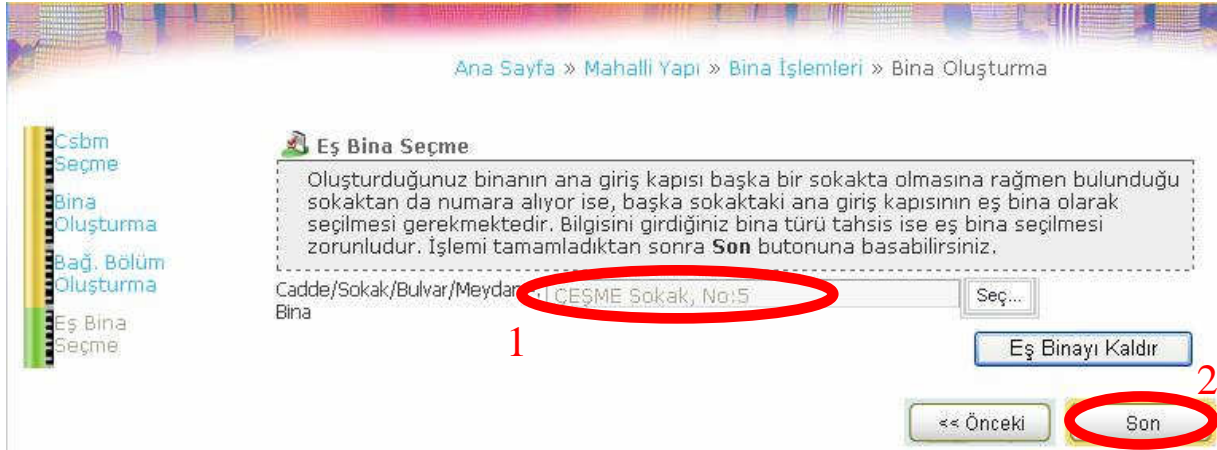 Ana Sayfa » Mahalli Yapı » Bina İşlemleri » Bina Oluşturma
Csbm
Seçme
Bina
Oluşturma
Bağ. Bölüm
Oluşturma
Eş Bina
Seçme
Eş Bina Seçme
Oluşturduğunuz binanın ana giriş kapısı başka bir sokakta olmasına rağmen bulunduğu
sokaktan da numara alıyor ise, başka sokaktaki ana giriş kapısının eş bina olarak
seçilmesi gerekmektedir. Bilgisini girdiğiniz bina türü tahsis ise eş bina seçilmesi
zorunludur. İşlemi tamamladıktan sonra Son butonuna basabilirsiniz.
Cadde/Sokak/Bulvar/Meydan ÇEŞME Sokak, No:5 Seç...
Bina
1
Eş Binayı Kaldır
2
<< Önceki Son